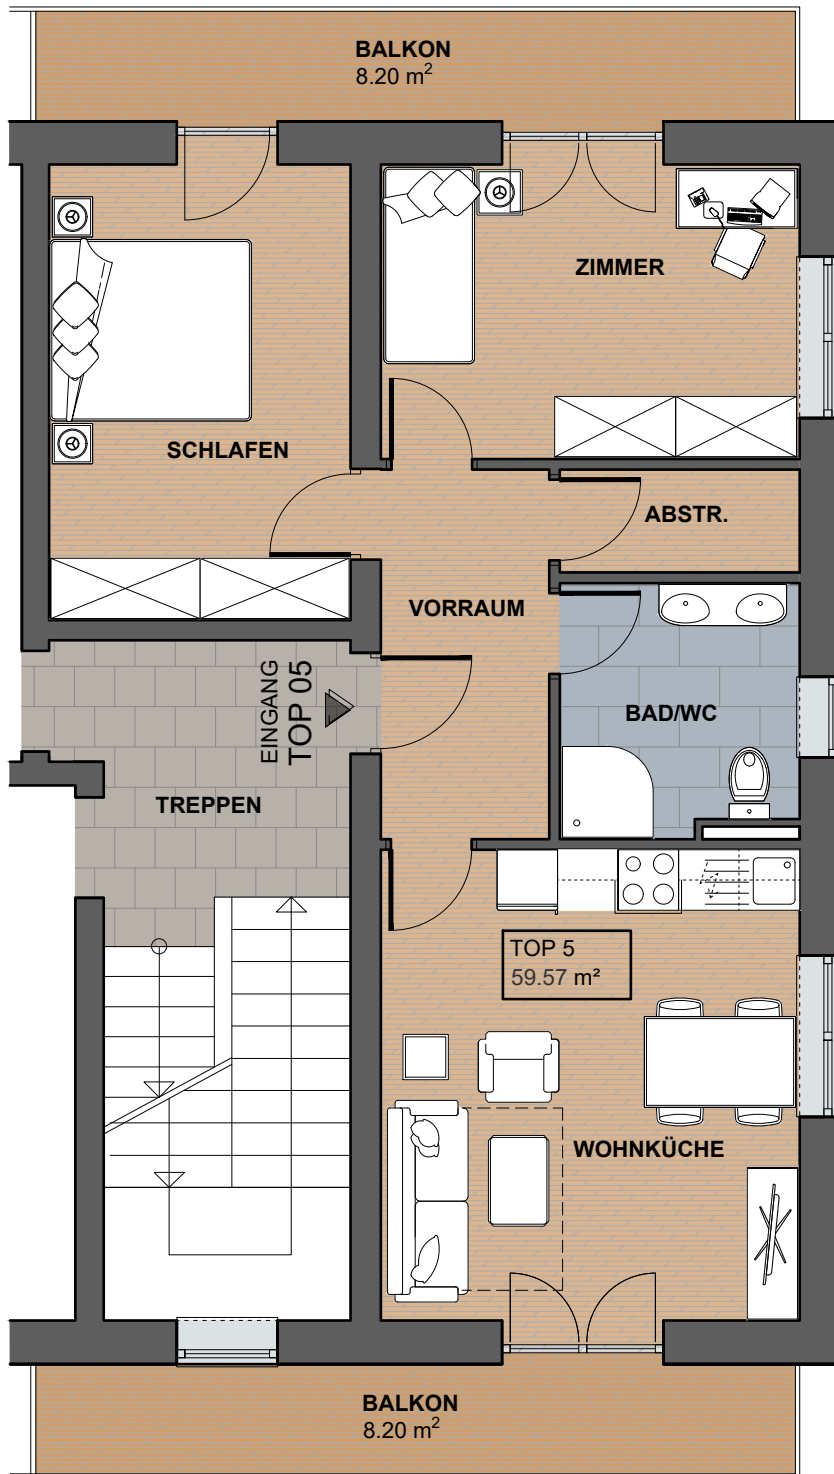 BALKON
8.20 m²
ZIMMER
SCHLAFEN
ABSTR.
VORRAUM
EINGANG
TOP 05
BAD/WC
TREPPEN
TOP 5
59.57 m²
WOHNKÜCHE
BALKON
8.20 m²